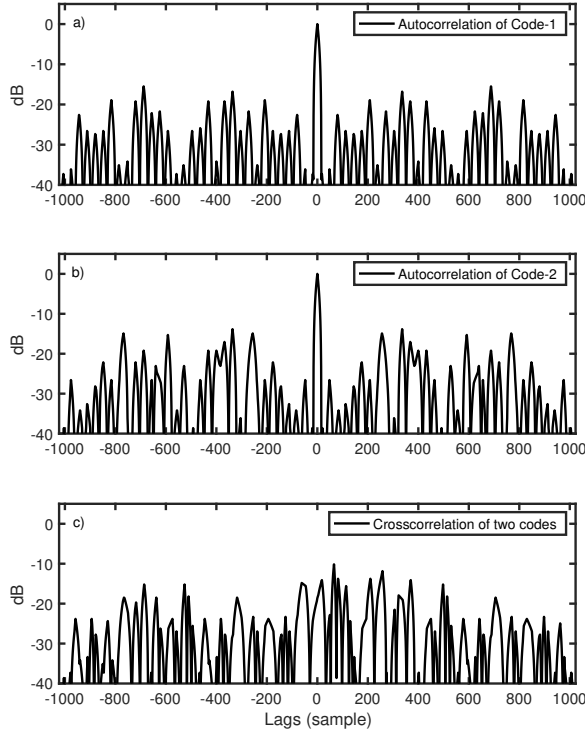 a)
Autocorrelation of Code-1
0
-10
-20
-30
-40
dB
-1000 -800 -600 -400 -200 0 200 400 600 800 1000
b)
Autocorrelation of Code-2
0
-10
-20
-30
-40
dB
-1000 -800 -600 -400 -200 0 200 400 600 800 1000
c)
Crosscorrelation of two codes
0
-10
-20
-30
-40
dB
-1000 -800 -600 -400 -200 0 200 400 600 800 1000
Lags (sample)